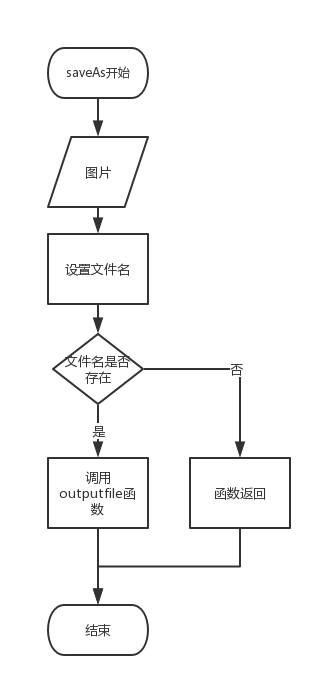 saveAs开始
图片
设置文件名
文件名是否
存在
否
是
调用
outputfile函
数
函数返回
结束